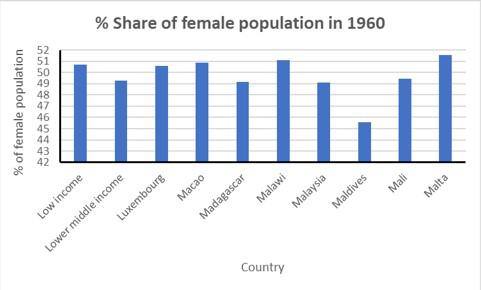 % Share of female population in 1960
% of female population
52
51
50
49
48
47
46
45
44
43
42
Low income
Lower middle income
Luxembourg
Macao
Madagascar
Malawi
Malaysia
Maldives
Mali
Malta
Country